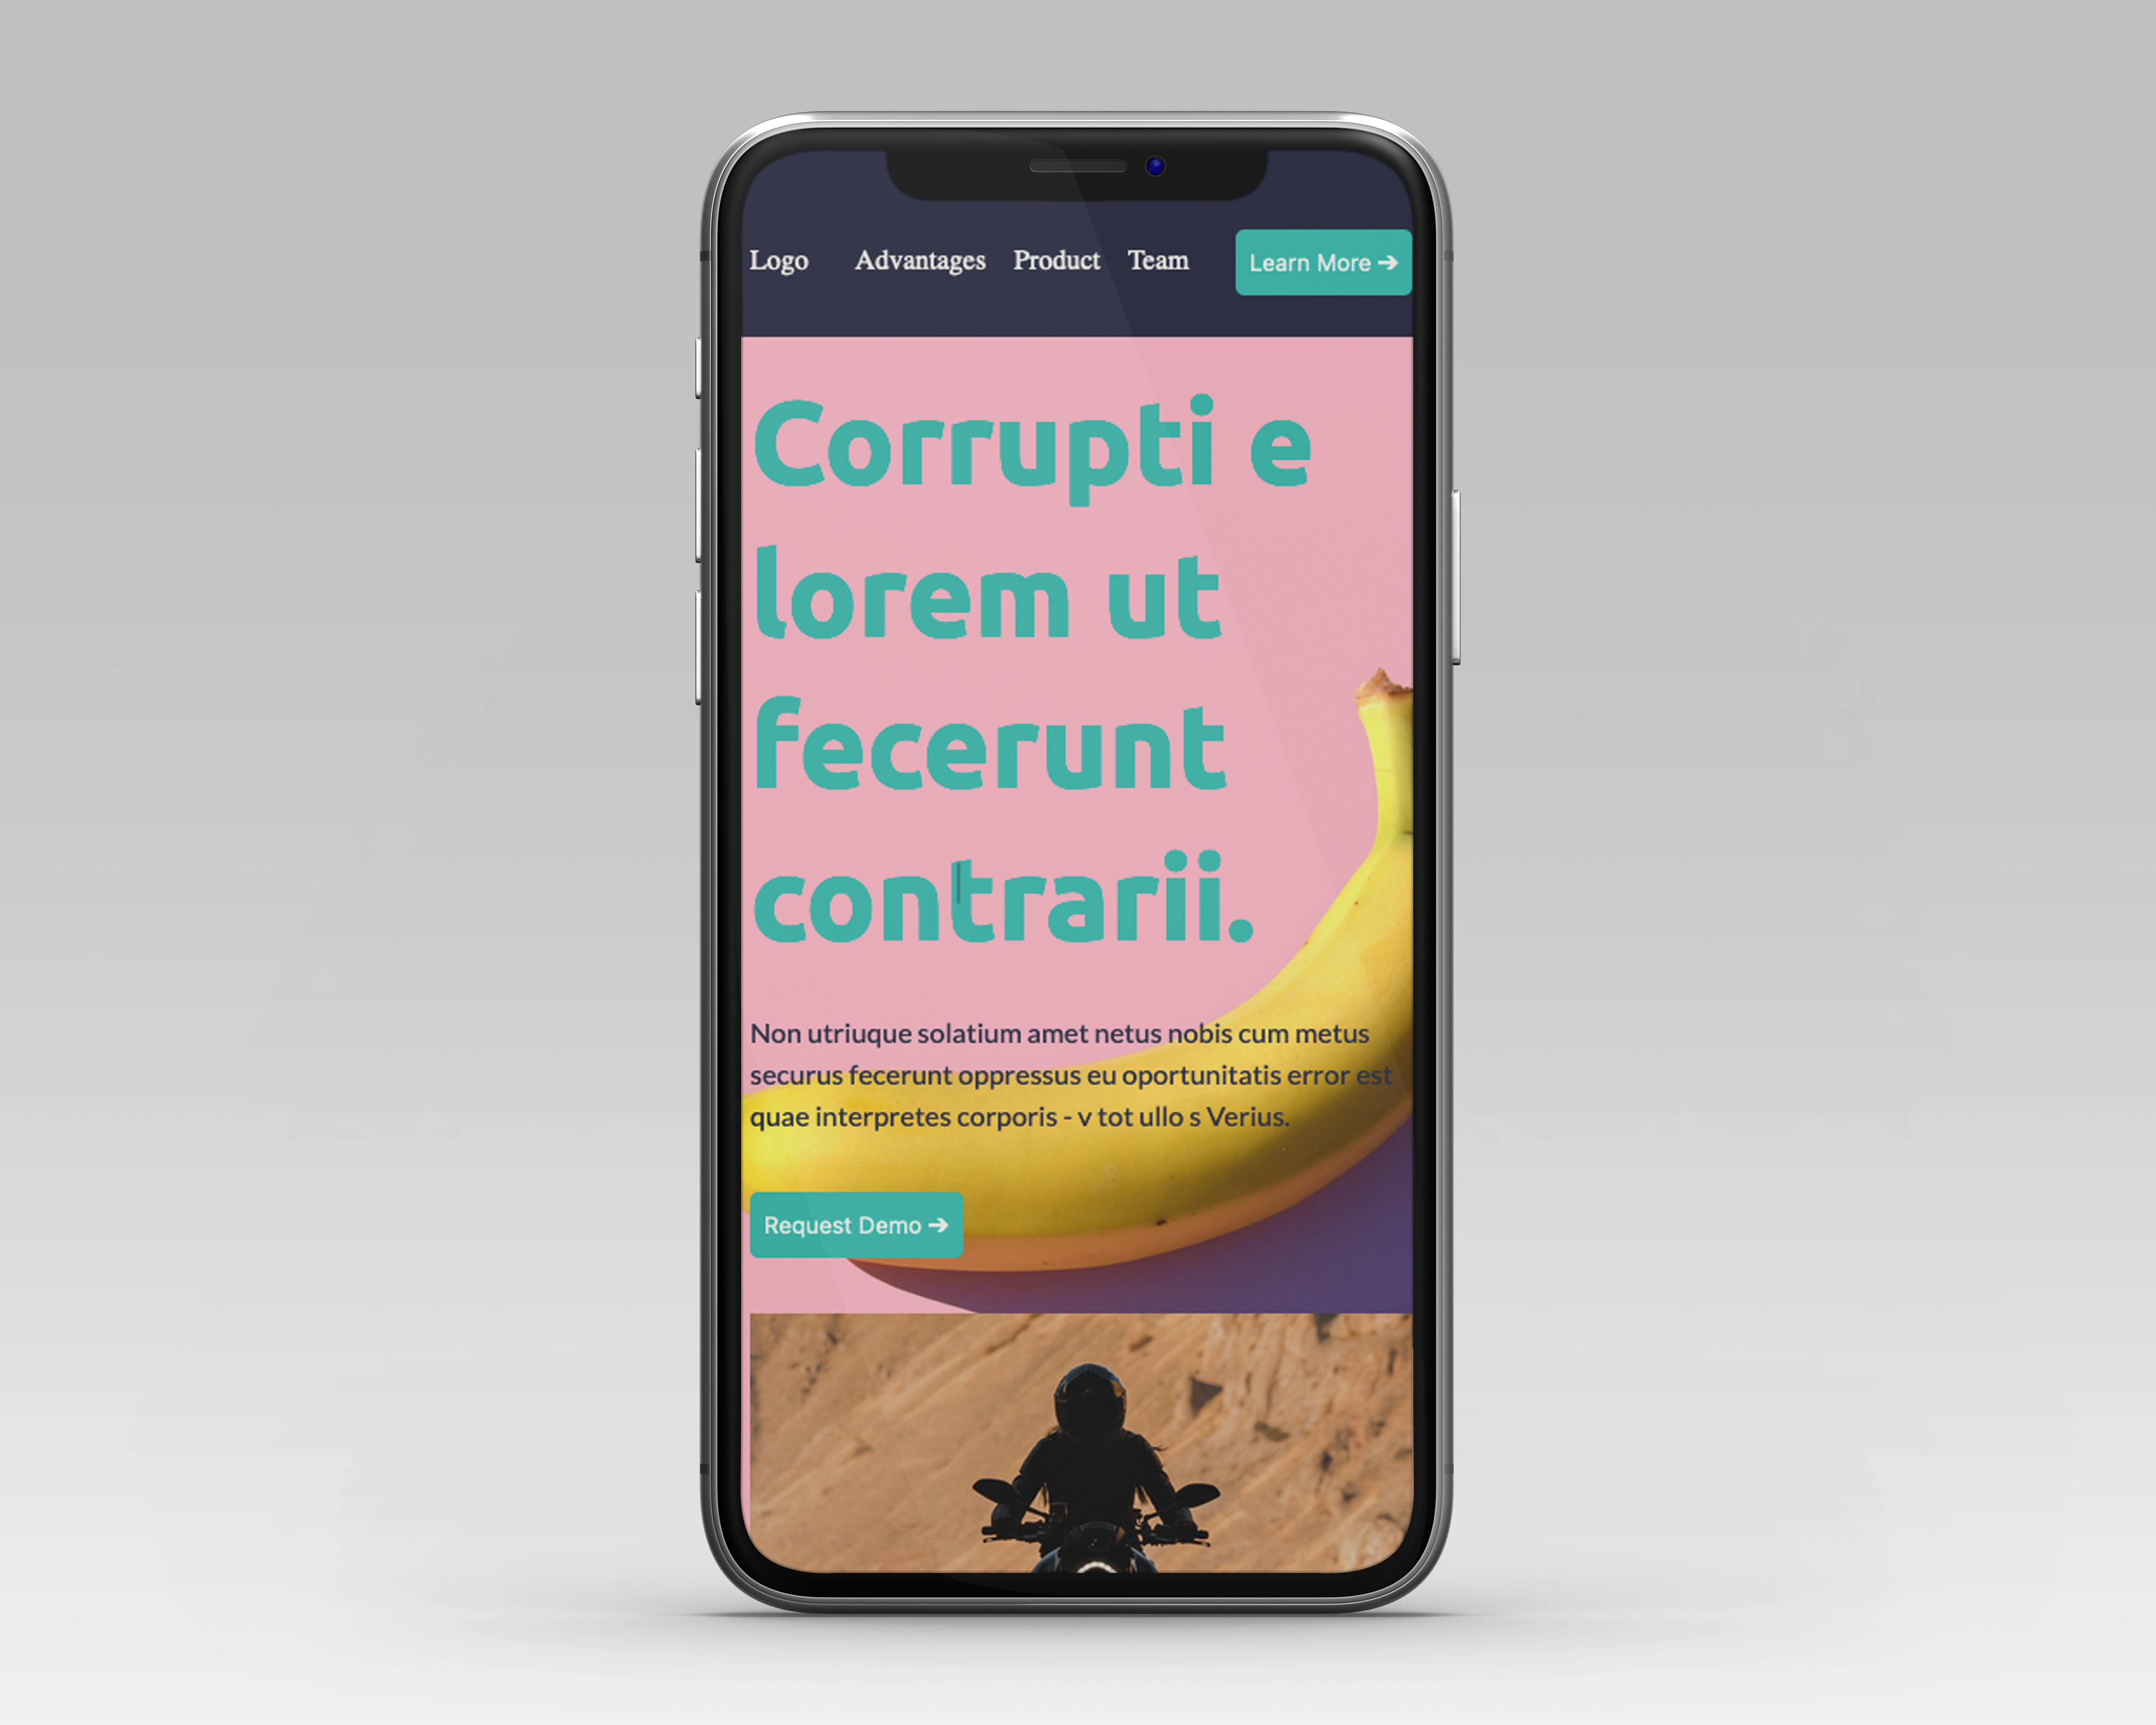 Logo Advantages Product Team Learn More ➔
Corrupti e
lorem ut
fecerunt
contrarii.
Non utriuque solatium amet netus nobis cum metus
securus fecerunt oppressus eu oportunitatis error est
quae interpretes corporis - v tot ullo s Verius.
Request Demo ➔